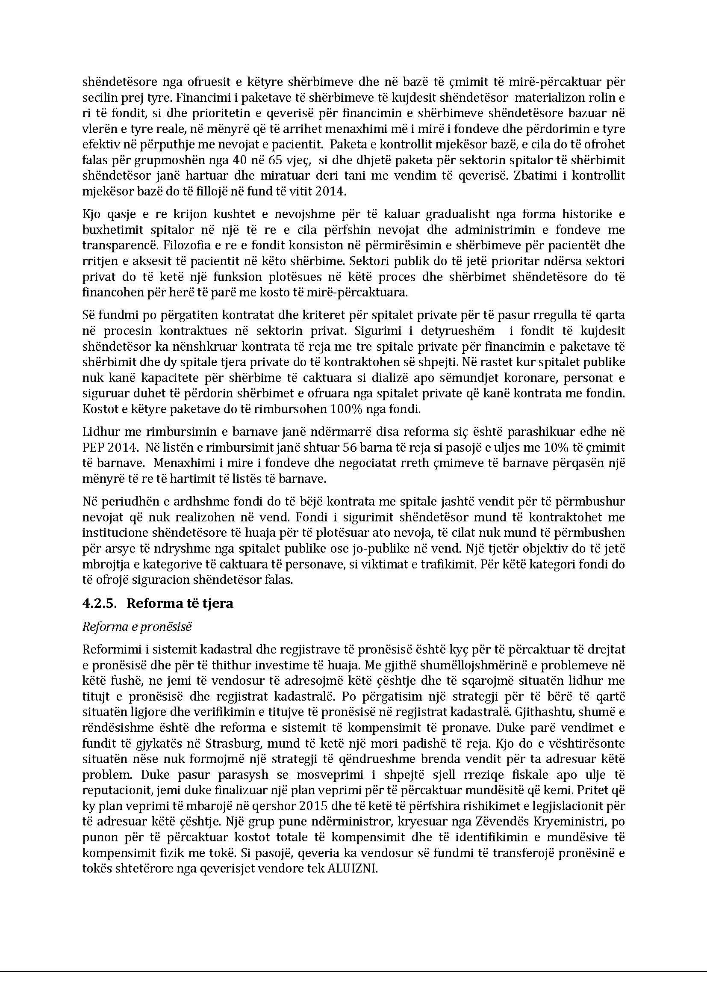 shëndetësore nga ofruesit e këtyre shërbimeve dhe në bazë të çmimit të mirë-përcaktuar për
secilin prej tyre. Financimi i paketave të shërbimeve të kujdesit shëndetësor  materializon rolin e
ri të fondit, si dhe prioritetin e qeverisë për financimin e shërbimeve shëndetësore bazuar në
vlerën e tyre reale, në mënyrë që të arrihet menaxhimi më i mirë i fondeve dhe përdorimin e tyre
efektiv në përputhje me nevojat e pacientit.  Paketa e kontrollit mjekësor bazë, e cila do të ofrohet
falas për grupmoshën nga 40 në 65 vjeç,  si dhe dhjetë paketa për sektorin spitalor të shërbimit
shëndetësor janë hartuar dhe miratuar deri tani me vendim të qeverisë. Zbatimi i kontrollit
mjekësor bazë do të fillojë në fund të vitit 2014.
Kjo qasje e re krijon kushtet e nevojshme për të kaluar gradualisht nga forma historike e
buxhetimit spitalor në një të re e cila përfshin nevojat dhe administrimin e fondeve me
transparencë. Filozofia e re e fondit konsiston në përmirësimin e shërbimeve për pacientët dhe
rritjen e aksesit të pacientit në këto shërbime. Sektori publik do të jetë prioritar ndërsa sektori
privat do të ketë një funksion plotësues në këtë proces dhe shërbimet shëndetësore do të
financohen për herë të parë me kosto të mirë-përcaktuara.
Së fundmi po përgatiten kontratat dhe kriteret për spitalet private për të pasur rregulla të qarta
në procesin kontraktues në sektorin privat. Sigurimi i detyrueshëm  i fondit të kujdesit
shëndetësor ka nënshkruar kontrata të reja me tre spitale private për financimin e paketave të
shërbimit dhe dy spitale tjera private do të kontraktohen së shpejti. Në rastet kur spitalet publike
nuk kanë kapacitete për shërbime të caktuara si dializë apo sëmundjet koronare, personat e
siguruar duhet të përdorin shërbimet e ofruara nga spitalet private që kanë kontrata me fondin.
Kostot e këtyre paketave do të rimbursohen 100% nga fondi.
Lidhur me rimbursimin e barnave janë ndërmarrë disa reforma siç është parashikuar edhe në
PEP 2014.  Në listën e rimbursimit janë shtuar 56 barna të reja si pasojë e uljes me 10% të çmimit
të barnave.  Menaxhimi i mire i fondeve dhe negociatat rreth çmimeve të barnave përqasën një
mënyrë të re të hartimit të listës të barnave.
Në periudhën e ardhshme fondi do të bëjë kontrata me spitale jashtë vendit për të përmbushur
nevojat që nuk realizohen në vend. Fondi i sigurimit shëndetësor mund të kontraktohet me
institucione shëndetësore të huaja për të plotësuar ato nevoja, të cilat nuk mund të përmbushen
për arsye të ndryshme nga spitalet publike ose jo-publike në vend. Një tjetër objektiv do të jetë
mbrojtja e kategorive të caktuara të personave, si viktimat e trafikimit. Për këtë kategori fondi do
të ofrojë siguracion shëndetësor falas.
4.2.5. Reforma të tjera
Reforma e pronësisë
Reformimi i sistemit kadastral dhe regjistrave të pronësisë është kyç për të përcaktuar të drejtat
e pronësisë dhe për të thithur investime të huaja. Me gjithë shumëllojshmërinë e problemeve në
këtë fushë, ne jemi të vendosur të adresojmë këtë çështje dhe të sqarojmë situatën lidhur me
titujt e pronësisë dhe regjistrat kadastralë. Po përgatisim një strategji për të bërë të qartë
situatën ligjore dhe verifikimin e titujve të pronësisë në regjistrat kadastralë. Gjithashtu, shumë e
rëndësishme është dhe reforma e sistemit të kompensimit të pronave. Duke parë vendimet e
fundit të gjykatës në Strasburg, mund të ketë një mori padishë të reja. Kjo do e vështirësonte
situatën nëse nuk formojmë një strategji të qëndrueshme brenda vendit për ta adresuar këtë
problem. Duke pasur parasysh se mosveprimi i shpejtë sjell rreziqe fiskale apo ulje të
reputacionit, jemi duke finalizuar një plan veprimi për të përcaktuar mundësitë që kemi. Pritet që
ky plan veprimi të mbarojë në qershor 2015 dhe të ketë të përfshira rishikimet e legjislacionit për
të adresuar këtë çështje. Një grup pune ndërministror, kryesuar nga Zëvendës Kryeministri, po
punon për të përcaktuar kostot totale të kompensimit dhe të identifikimin e mundësive të
kompensimit fizik me tokë. Si pasojë, qeveria ka vendosur së fundmi të transferojë pronësinë e
tokës shtetërore nga qeverisjet vendore tek ALUIZNI.